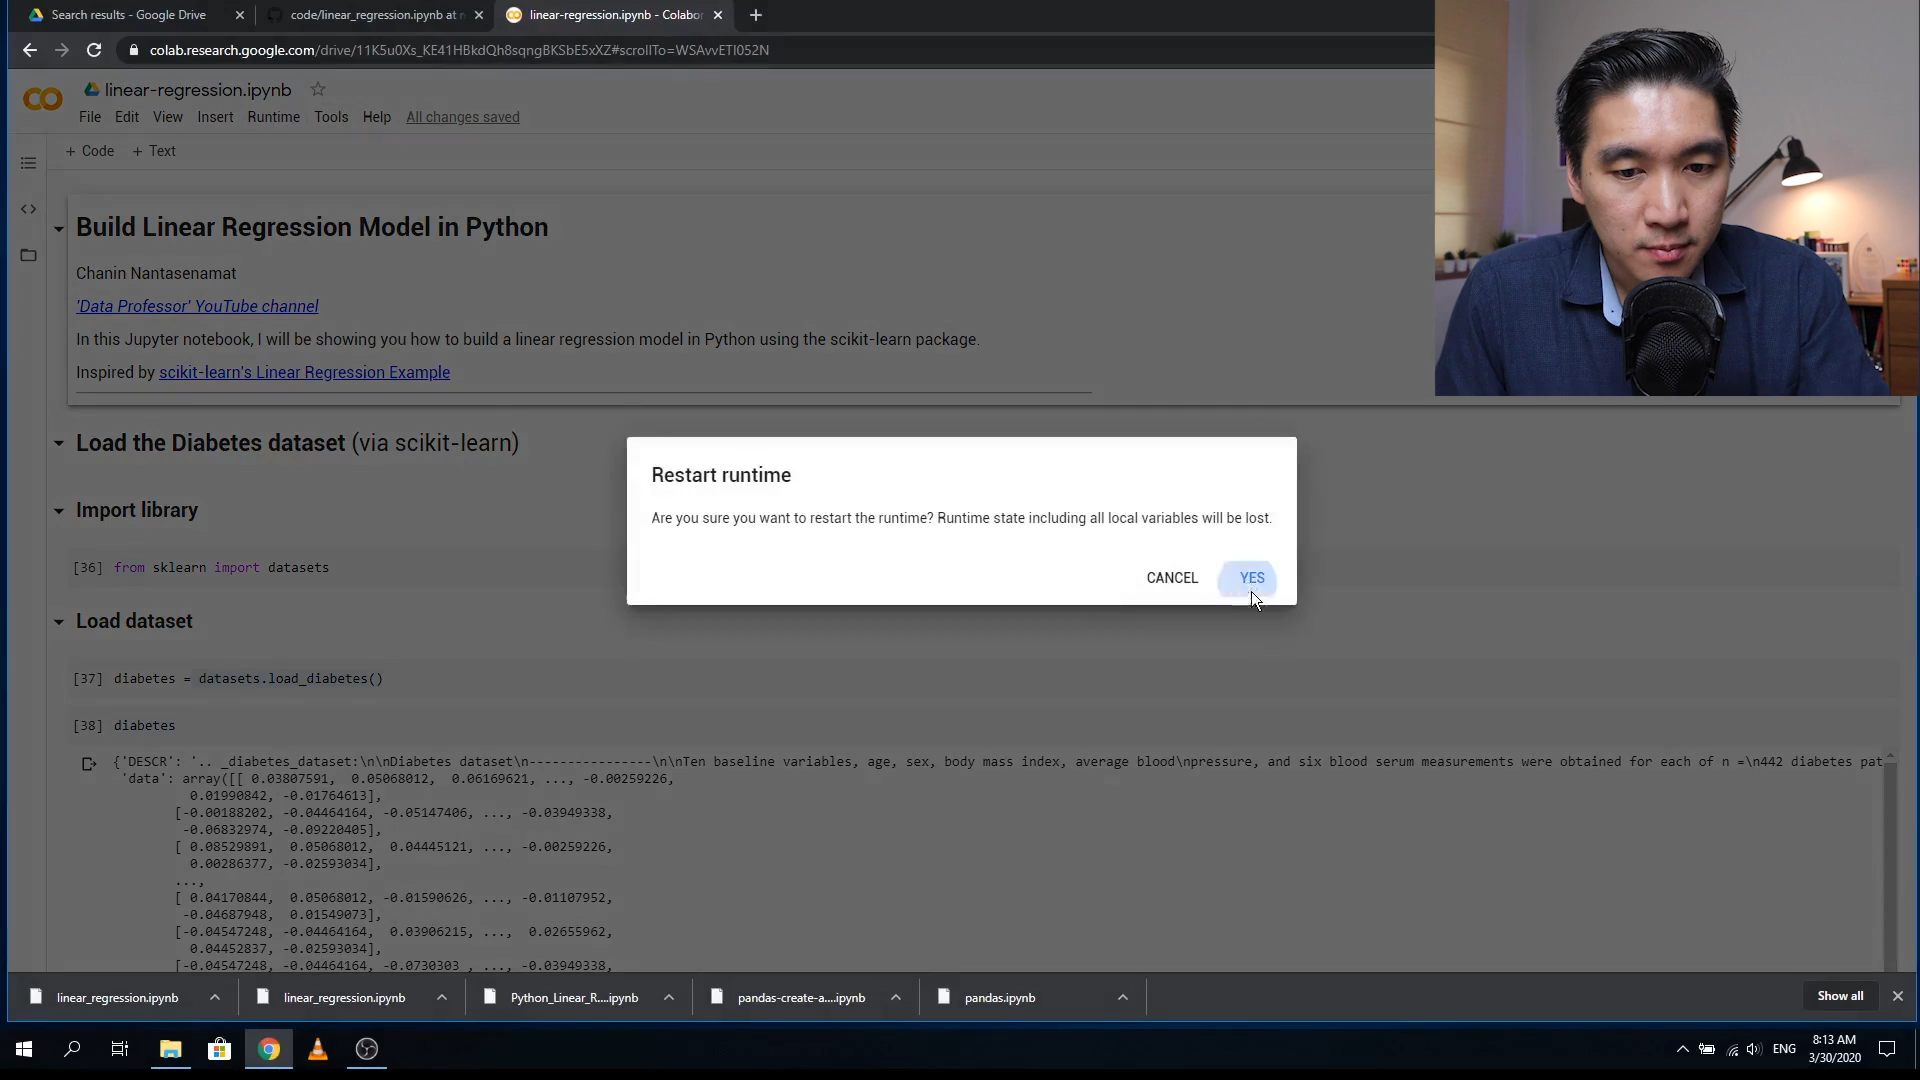 Search results - Google Drive
code/linear_regression.ipynb at r
linear-regression.ipynb - Colabor
colab.research.google.com/drive/11K5u0Xs_KE41HBkdQh8sqngBKSbE5xXZ#scrollTo=WSAvvETI052N
linear-regression.ipynb
File Edit View Insert Runtime Tools Help All changes saved
+ Code + Text
Build Linear Regression Model in Python
Chanin Nantasenamat
'Data Professor' YouTube channel
In this Jupyter notebook, I will be showing you how to build a linear regression model in Python using the scikit-learn package.
Inspired by scikit-learn's Linear Regression Example
Load the Diabetes dataset (via scikit-learn)
Restart runtime
Are you sure you want to restart the runtime? Runtime state including all local variables will be lost.
CANCEL YES
Import library
[36] from sklearn import datasets
Load dataset
[37] diabetes = datasets.load_diabetes()
[38] diabetes
{'DESCR': '.. _diabetes_dataset:\n\nDiabetes dataset\n----------------\n\nTen baseline variables, age, sex, body mass index, average blood\npressure, and six blood serum measurements were obtained for each of n =\n442 diabetes pat
'data': array([[ 0.03807591, 0.05068012, 0.06169621, ..., -0.00259226,
0.01990842, -0.01764613],
[-0.00188202, -0.04464164, -0.05147406, ..., -0.03949338,
-0.06832974, -0.09220405],
[ 0.08529891, 0.05068012, 0.04445121, ..., -0.00259226,
0.00286377, -0.02593034],
...,
[ 0.04170844, 0.05068012, -0.01590626, ..., -0.01107952,
-0.04687948, 0.01549073],
[-0.04547248, -0.04464164, 0.03906215, ..., 0.02655962,
0.04452837, -0.02593034],
[-0.04547248, -0.04464164, -0.0730303 , ..., -0.03949338,
linear_regression.ipynb
linear_regression.ipynb
Python_Linear_R....ipynb
pandas-create-a....ipynb
pandas.ipynb
Show all
ENG
8:13 AM
3/30/2020